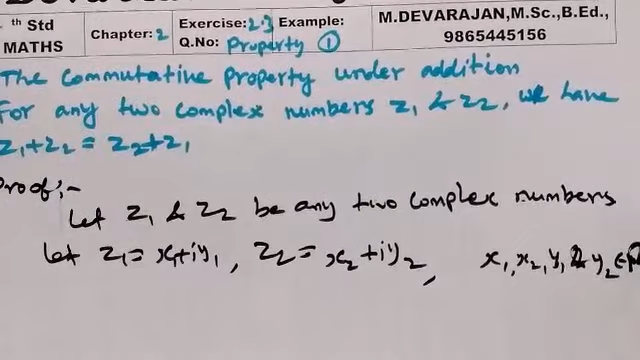 th Std
MATHS
Chapter: 2
Exercise: 2.3 Example:
Q.No: Property ①
M.DEVARAJAN,M.Sc.,B.Ed.,
9865445156
The commutative property under addition
For any two complex numbers z₁ & z₂, we have
z₁+z₂ = z₂+z₁
Proof:-
Let z₁ & z₂ be any two complex numbers
Let z₁ = x₁+iy₁, z₂ = x₂+iy₂, x₁,x₂,y₁ & y₂ ∈ R